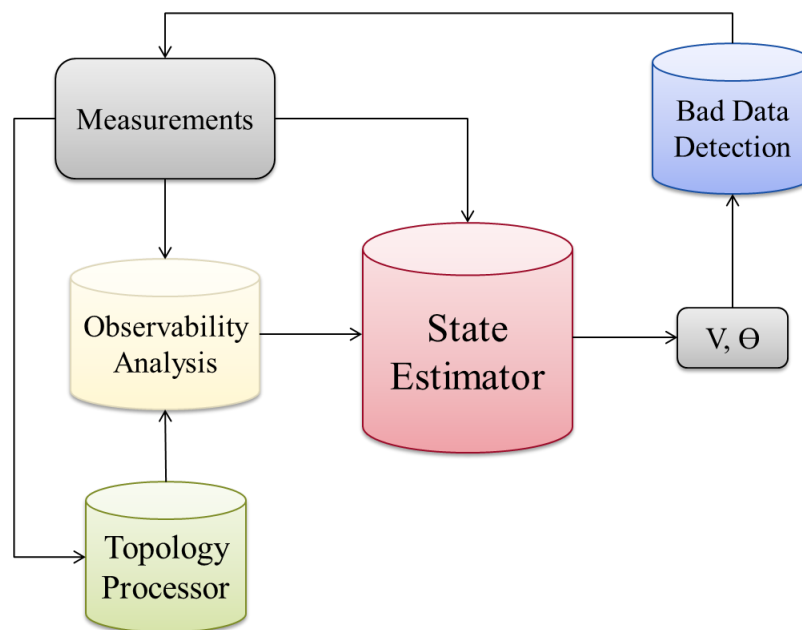 Measurements
Bad Data
Detection
Observability
Analysis
State
Estimator
V, Ө
Topology
Processor